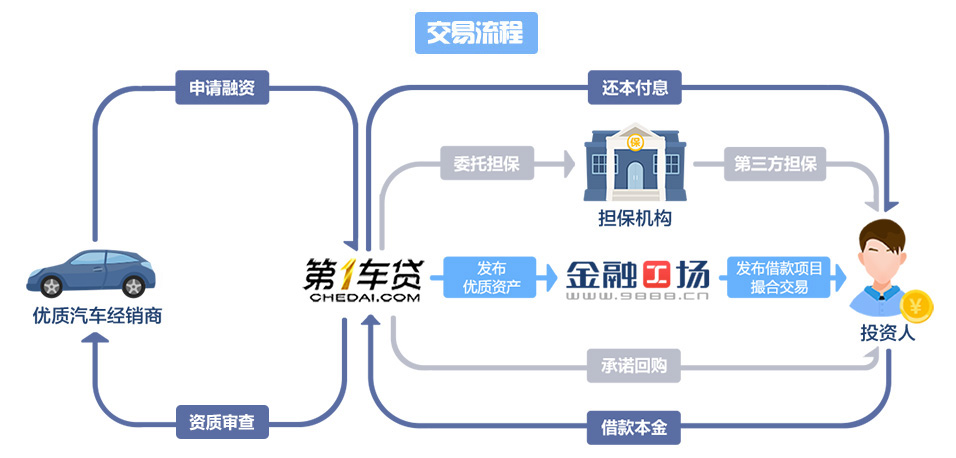 交易流程
申请融资
还本付息
委托担保
保
第三方担保
担保机构
第1车贷
CHEDAI.COM
发布
优质资产
金融工场
www.9888.cn
发布借款项目
撮合交易
¥
优质汽车经销商
投资人
承诺回购
资质审查
借款本金